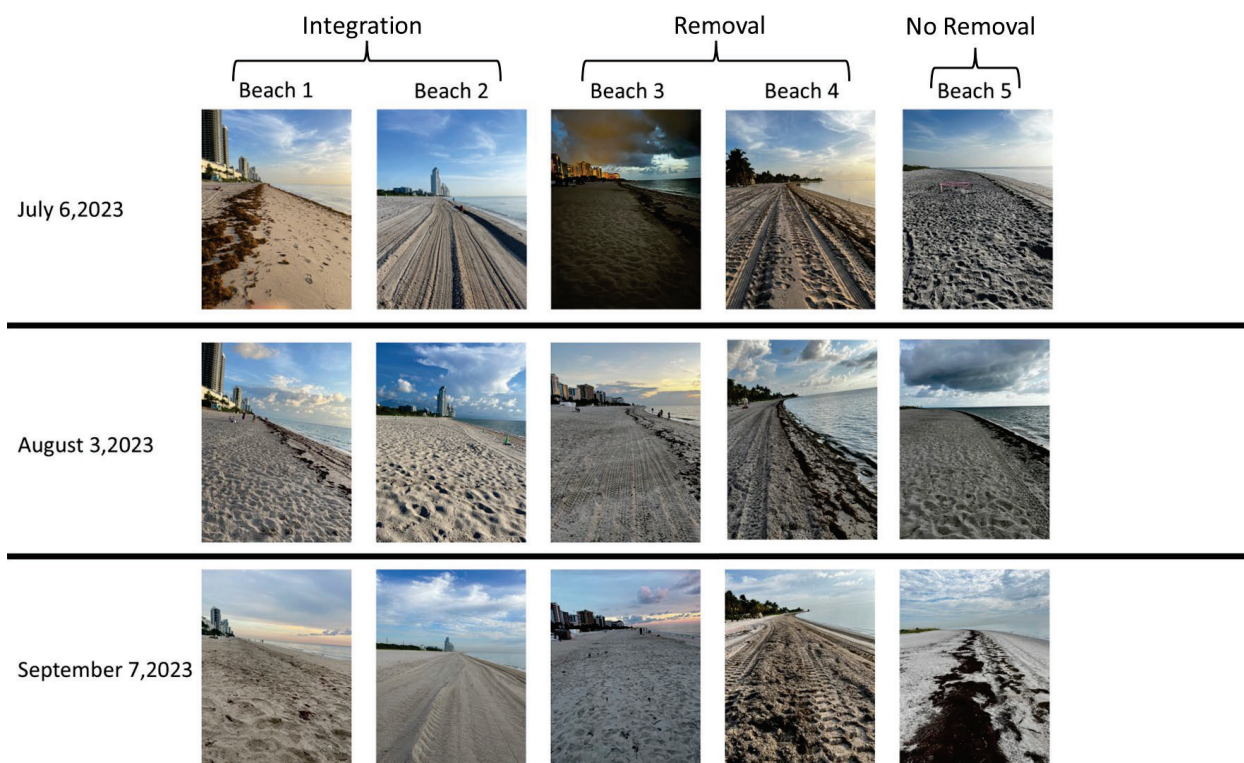 Integration Removal No Removal
Beach 1 Beach 2 Beach 3 Beach 4 Beach 5
July 6,2023
August 3,2023
September 7,2023